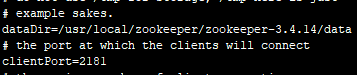 # example sakes.
dataDir=/usr/local/zookeeper/zookeeper-3.4.14/data
# the port at which the clients will connect
clientPort=2181